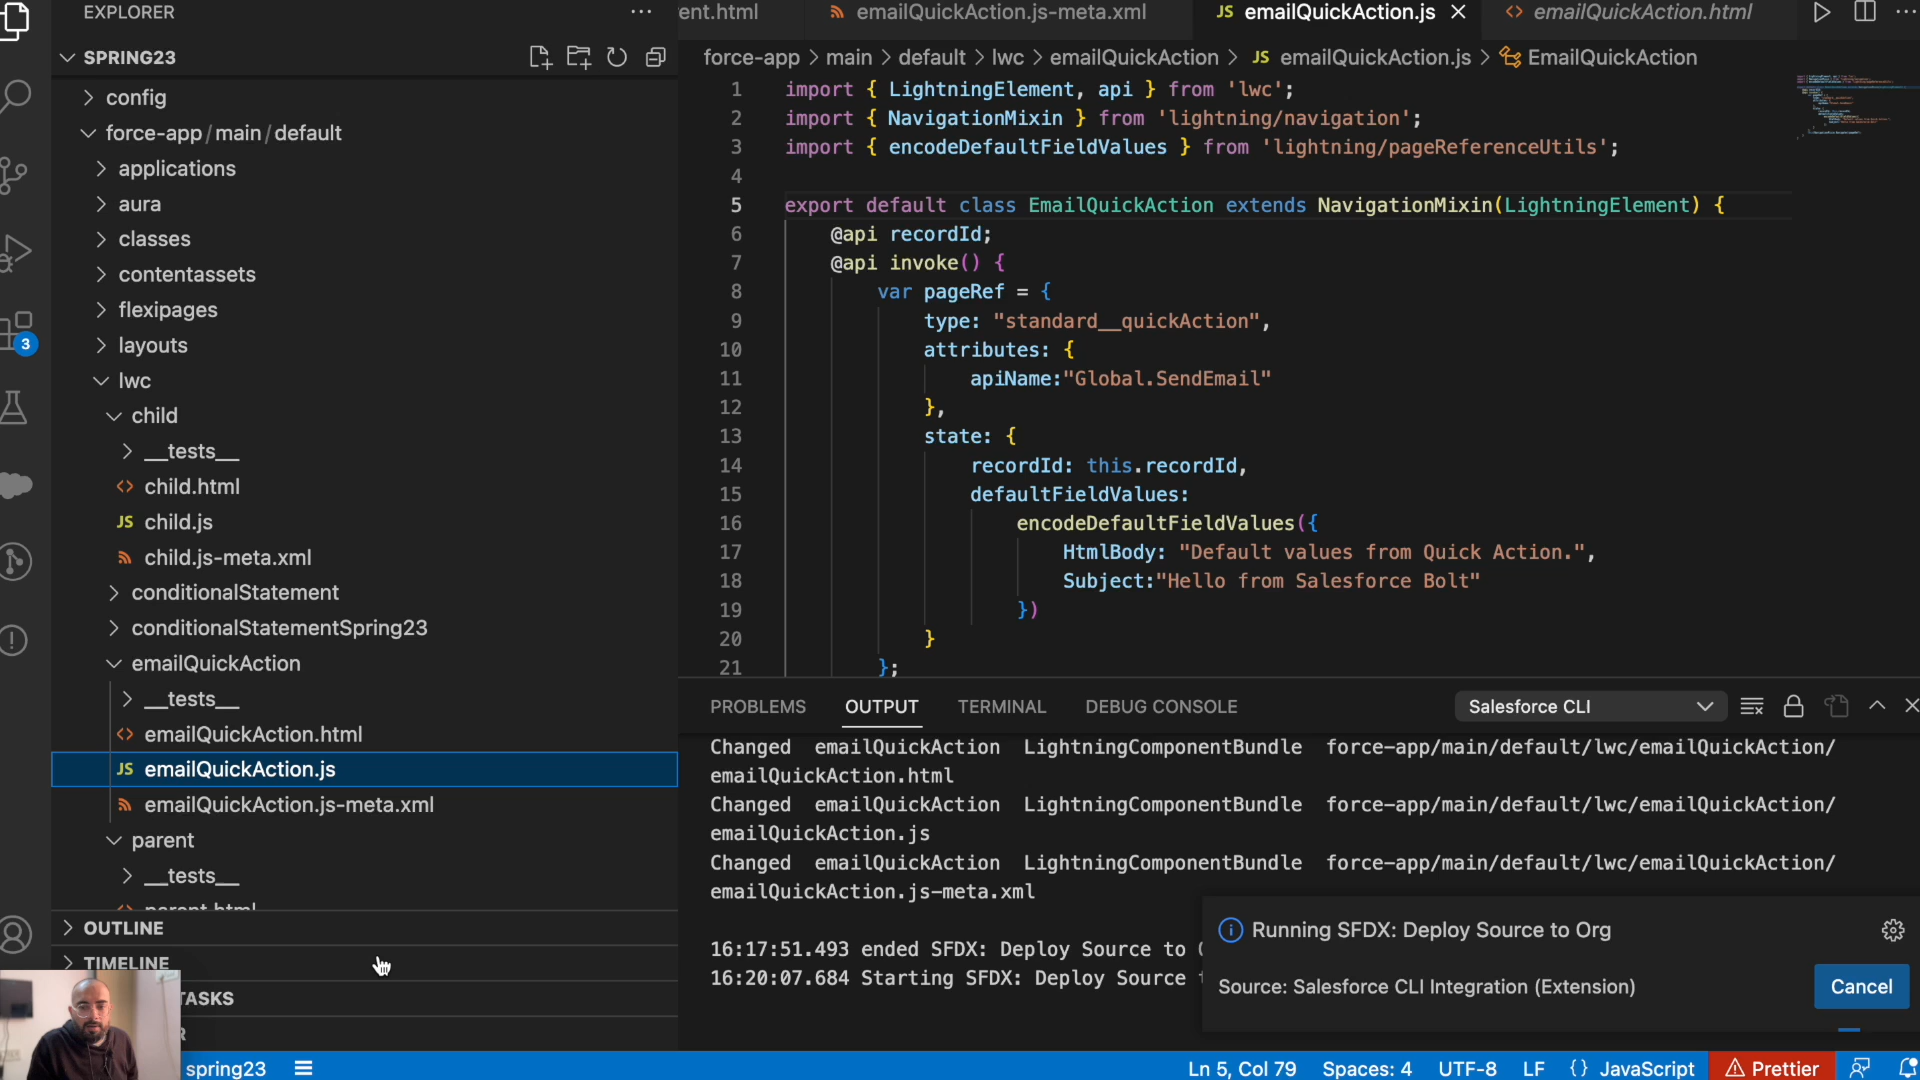 EXPLORER
ent.html
emailQuickAction.js-meta.xml
JS emailQuickAction.js
emailQuickAction.html
SPRING23
force-app > main > default > lwc > emailQuickAction > JS emailQuickAction.js > EmailQuickAction
config
force-app/main/default
applications
aura
classes
contentassets
flexipages
layouts
lwc
child
__tests__
child.html
JS child.js
child.js-meta.xml
conditionalStatement
conditionalStatementSpring23
emailQuickAction
__tests__
emailQuickAction.html
JS emailQuickAction.js
emailQuickAction.js-meta.xml
parent
__tests__
parent.html
OUTLINE
TIMELINE
TASKS
R
3
1 import { LightningElement, api } from 'lwc';
2 import { NavigationMixin } from 'lightning/navigation';
3 import { encodeDefaultFieldValues } from 'lightning/pageReferenceUtils';
4
5 export default class EmailQuickAction extends NavigationMixin(LightningElement) {
6 @api recordId;
7 @api invoke() {
8 var pageRef = {
9 type: "standard__quickAction",
10 attributes: {
11 apiName:"Global.SendEmail"
12 },
13 state: {
14 recordId: this.recordId,
15 defaultFieldValues:
16 encodeDefaultFieldValues({
17 HtmlBody: "Default values from Quick Action.",
18 Subject:"Hello from Salesforce Bolt"
19 })
20 }
21 };
PROBLEMS OUTPUT TERMINAL DEBUG CONSOLE
Salesforce CLI
Changed emailQuickAction LightningComponentBundle force-app/main/default/lwc/emailQuickAction/
emailQuickAction.html
Changed emailQuickAction LightningComponentBundle force-app/main/default/lwc/emailQuickAction/
emailQuickAction.js
Changed emailQuickAction LightningComponentBundle force-app/main/default/lwc/emailQuickAction/
emailQuickAction.js-meta.xml
16:17:51.493 ended SFDX: Deploy Source to
16:20:07.684 Starting SFDX: Deploy Source
Running SFDX: Deploy Source to Org
Source: Salesforce CLI Integration (Extension)
Cancel
spring23
Ln 5, Col 79 Spaces: 4 UTF-8 LF {} JavaScript Prettier